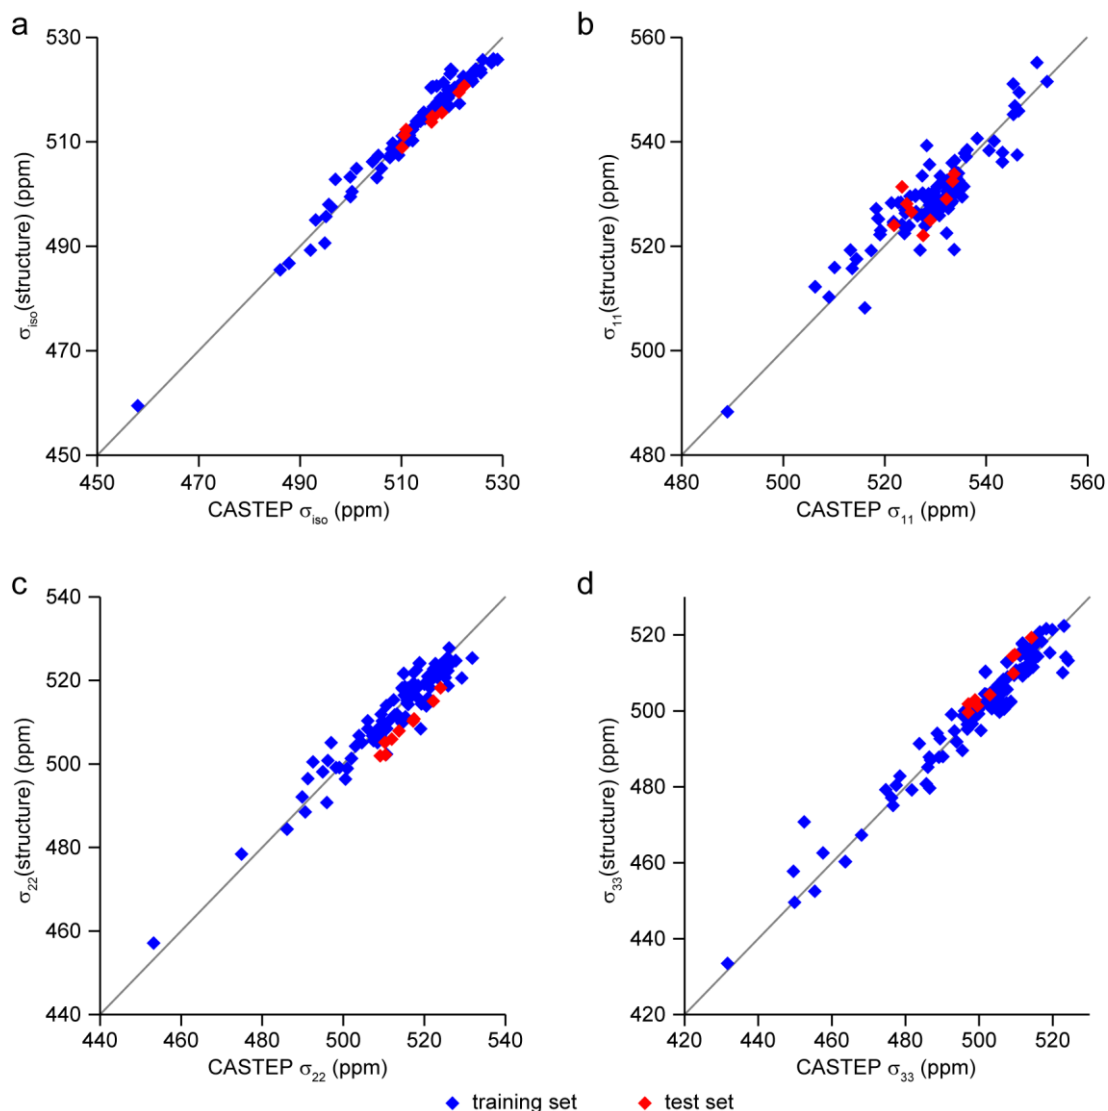 a
530
510
490
470
450
σiso(structure) (ppm)
450 470 490 510 530
CASTEP σiso (ppm)
b
560
540
520
500
480
σ11(structure) (ppm)
480 500 520 540 560
CASTEP σ11 (ppm)
c
540
520
500
480
460
440
σ22(structure) (ppm)
440 460 480 500 520 540
CASTEP σ22 (ppm)
d
520
500
480
460
440
420
σ33(structure) (ppm)
420 440 460 480 500 520
CASTEP σ33 (ppm)
training set test set